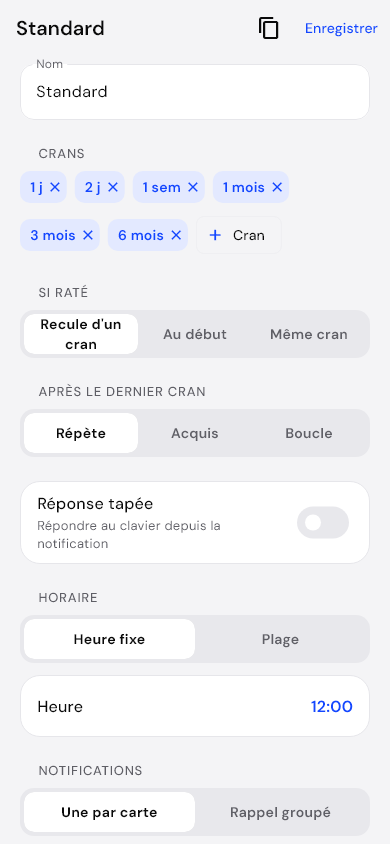 Standard
Enregistrer
Nom
Standard
CRANS
1 j
2 j
1 sem
1 mois
3 mois
6 mois
+ Cran
SI RATÉ
Recule d'un
cran
Au début
Même cran
APRÈS LE DERNIER CRAN
Répète
Acquis
Boucle
Réponse tapée
Répondre au clavier depuis la
notification
HORAIRE
Heure fixe
Plage
Heure
12:00
NOTIFICATIONS
Une par carte
Rappel groupé